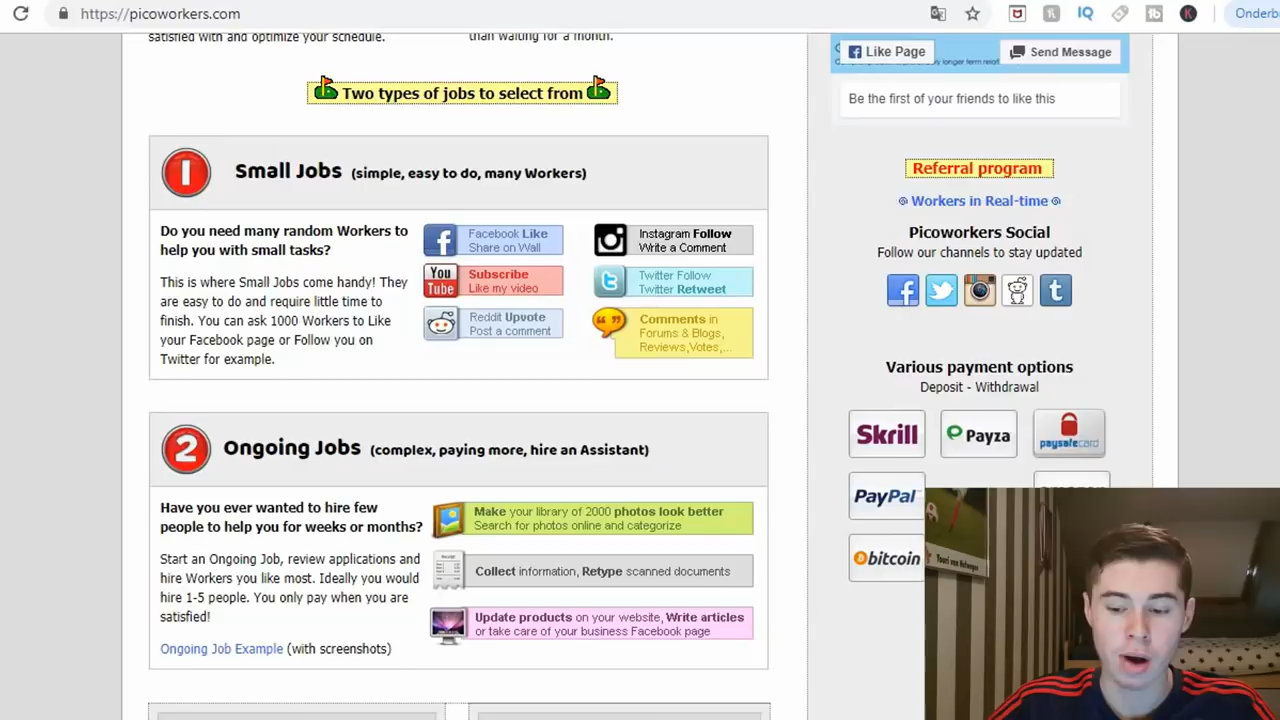 https://picoworkers.com
Onderbr
satisfied with and optimize your schedule.
than waiting for a month.
Two types of jobs to select from
1
Small Jobs (simple, easy to do, many Workers)
Do you need many random Workers to
help you with small tasks?
This is where Small Jobs come handy! They
are easy to do and require little time to
finish. You can ask 1000 Workers to Like
your Facebook page or Follow you on
Twitter for example.
Facebook Like
Share on Wall
Instagram Follow
Write a Comment
You
Tube
Subscribe
Like my video
Twitter Follow
Twitter Retweet
Reddit Upvote
Post a comment
Comments in
Forums & Blogs,
Reviews,Votes,...
2
Ongoing Jobs (complex, paying more, hire an Assistant)
Have you ever wanted to hire few
people to help you for weeks or months?
Start an Ongoing Job, review applications and
hire Workers you like most. Ideally you would
hire 1-5 people. You only pay when you are
satisfied!
Ongoing Job Example (with screenshots)
Make your library of 2000 photos look better
Search for photos online and categorize
Collect information, Retype scanned documents
Update products on your website, Write articles
or take care of your business Facebook page
Like Page
Send Message
Be the first of your friends to like this
Referral program
Workers in Real-time
Picoworkers Social
Follow our channels to stay updated
Various payment options
Deposit - Withdrawal
Skrill
Payza
paysafecard
PayPal
bitcoin